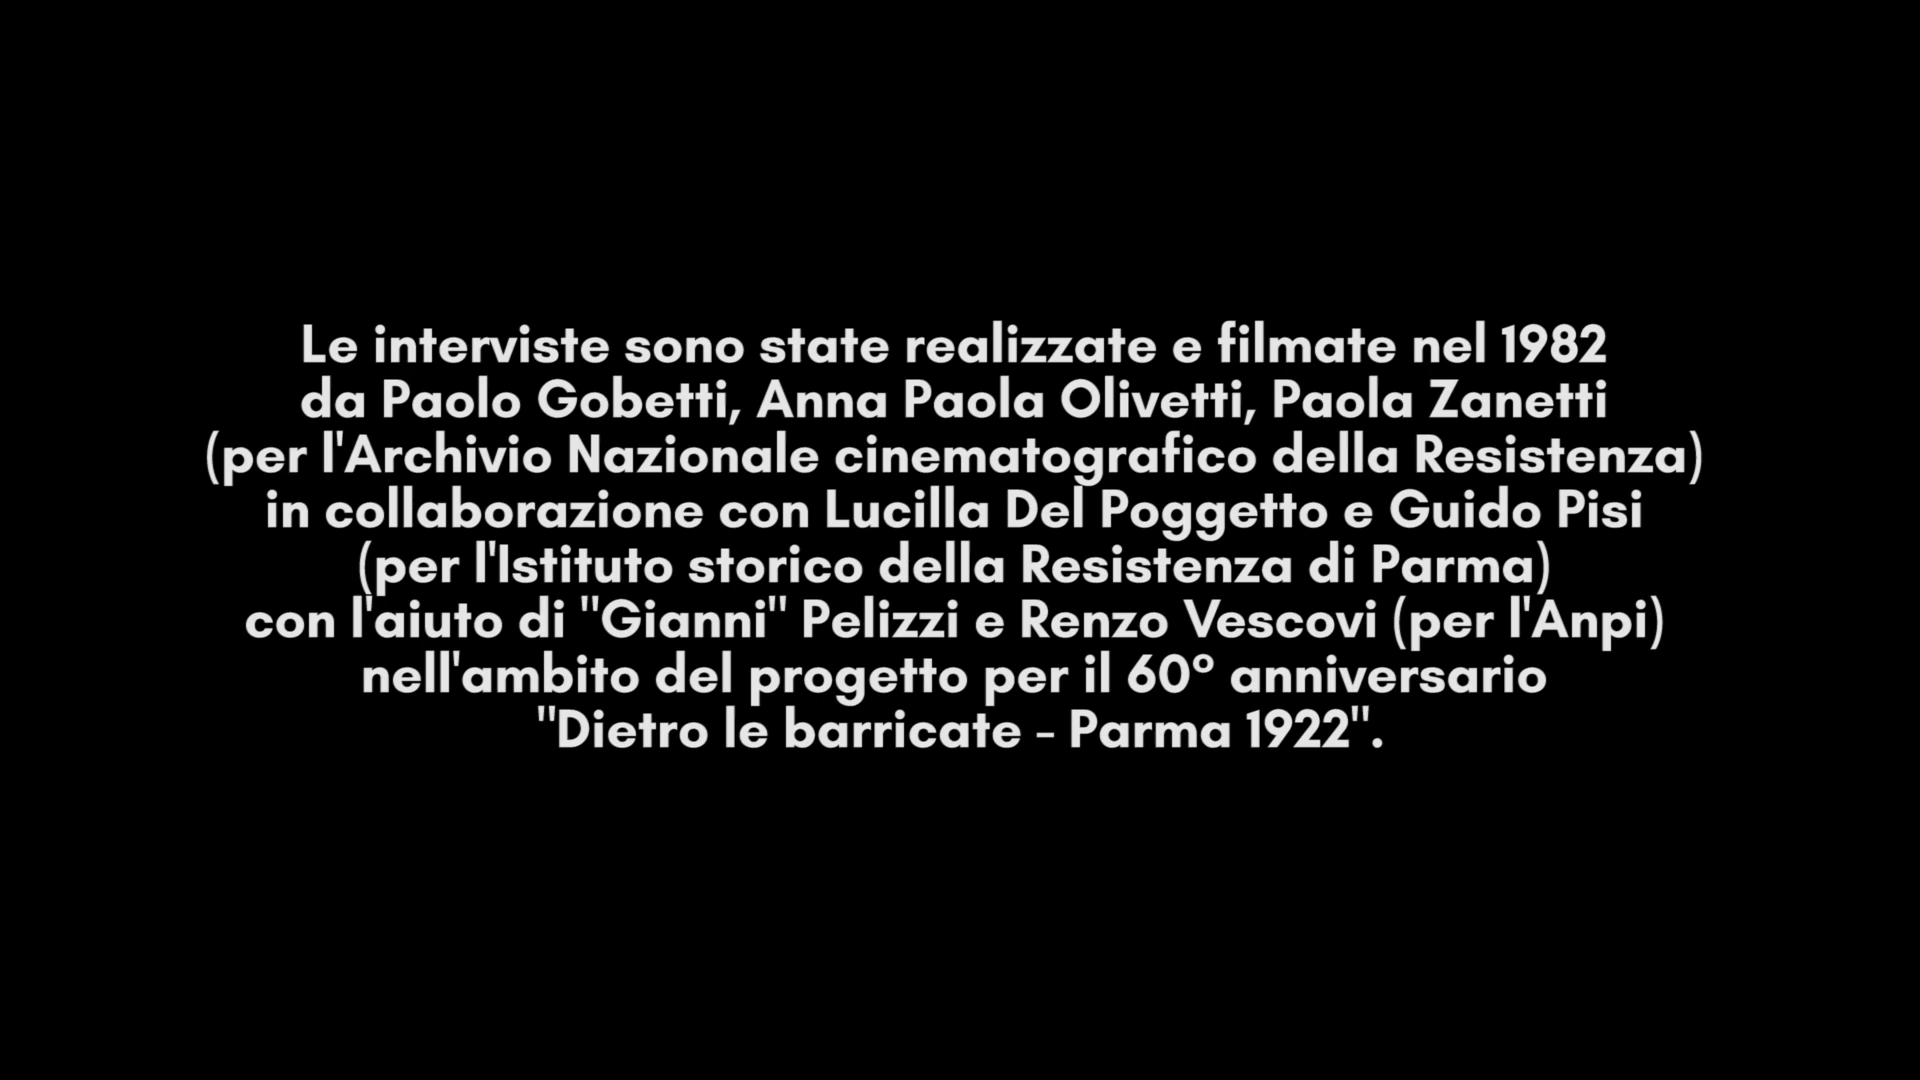 Le interviste sono state realizzate e filmate nel 1982
da Paolo Gobetti, Anna Paola Olivetti, Paola Zanetti
(per l'Archivio Nazionale cinematografico della Resistenza)
in collaborazione con Lucilla Del Poggetto e Guido Pisi
(per l'Istituto storico della Resistenza di Parma)
con l'aiuto di "Gianni" Pelizzi e Renzo Vescovi (per l'Anpi)
nell'ambito del progetto per il 60° anniversario
"Dietro le barricate - Parma 1922".